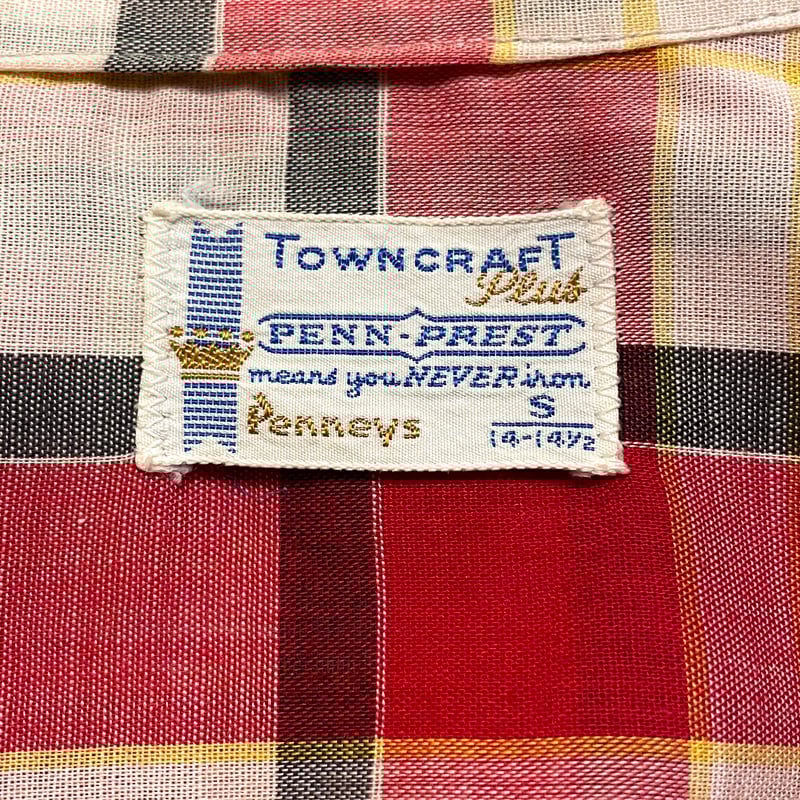 TOWNCRAFT
Plus
PENN-PREST
means you NEVER iron
Penneys
S
14-14½